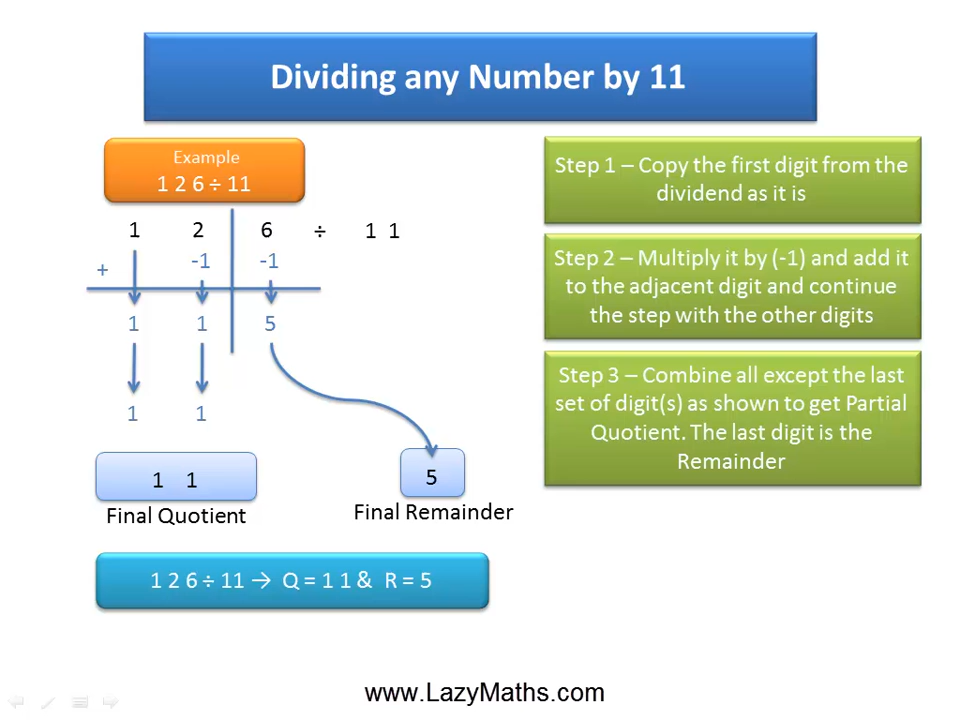 Dividing any Number by 11
Example
1 2 6 ÷ 11
1 2 6 ÷ 1 1
+ -1 -1
1 1 5
1 1
1 1
5
Final Quotient
Final Remainder
1 2 6 ÷ 11 → Q = 1 1 & R = 5
Step 1 – Copy the first digit from the
dividend as it is
Step 2 – Multiply it by (-1) and add it
to the adjacent digit and continue
the step with the other digits
Step 3 – Combine all except the last
set of digit(s) as shown to get Partial
Quotient. The last digit is the
Remainder
www.LazyMaths.com